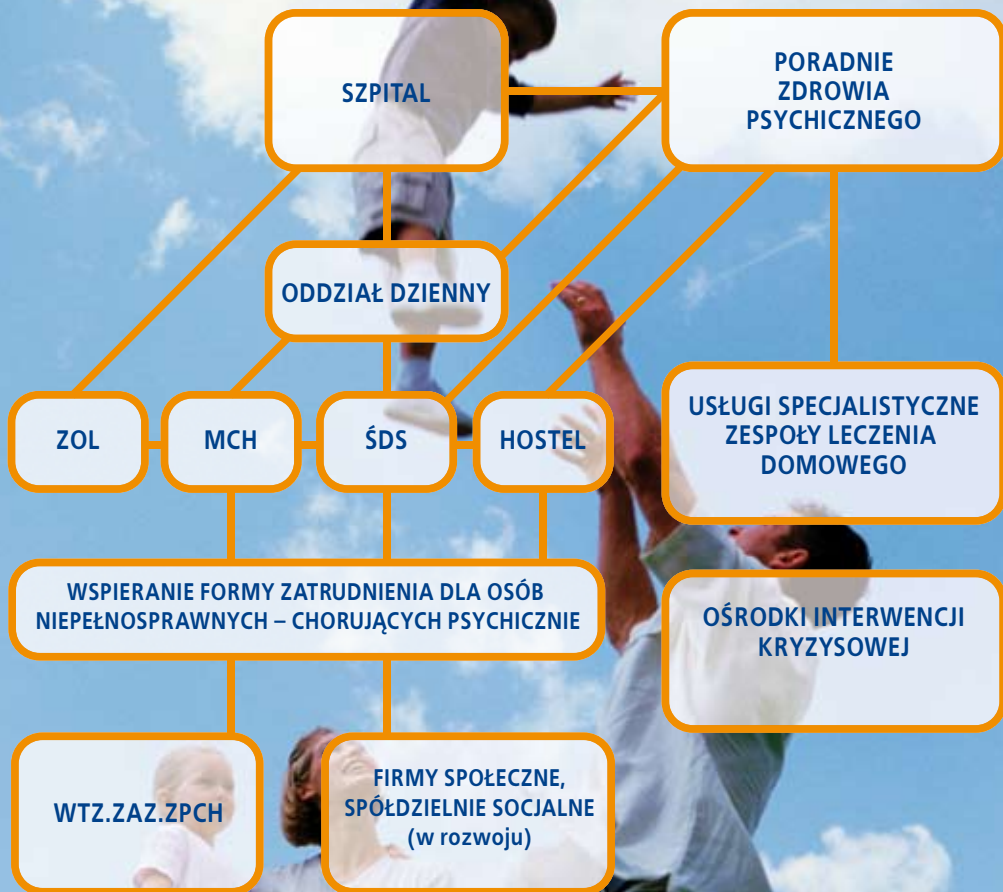 SZPITAL
PORADNIE
ZDROWIA
PSYCHICZNEGO
ODDZIAŁ DZIENNY
ZOL
MCH
ŚDS
HOSTEL
USŁUGI SPECJALISTYCZNE
ZESPOŁY LECZENIA
DOMOWEGO
WSPIERANIE FORMY ZATRUDNIENIA DLA OSÓB
NIEPEŁNOSPRAWNYCH – CHORUJĄCYCH PSYCHICZNIE
OŚRODKI INTERWENCJI
KRYZYSOWEJ
WTZ.ZAZ.ZPCH
FIRMY SPOŁECZNE,
SPÓŁDZIELNIE SOCJALNE
(w rozwoju)